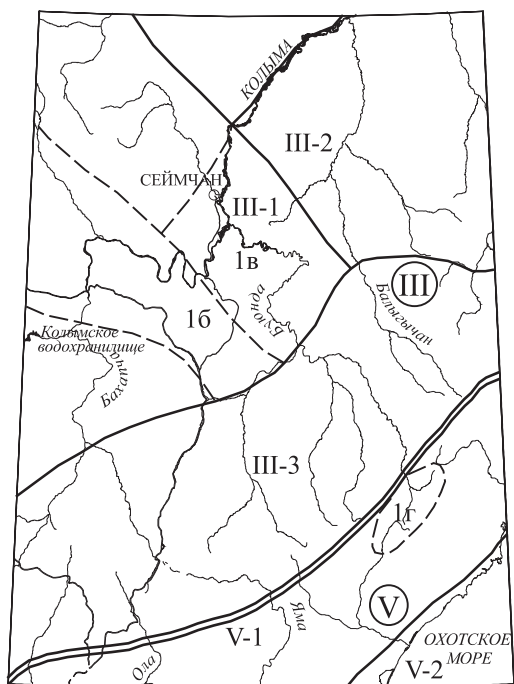 КОЛЫМА
III-2
СЕЙМЧАН
III-1
1в
III
Буюнда
Балыгычан
1б
Колымское
водохранилище
Бахапча
III-3
1г
V
Яма
V-1
ОХОТСКОЕ
МОРЕ
Ола
V-2